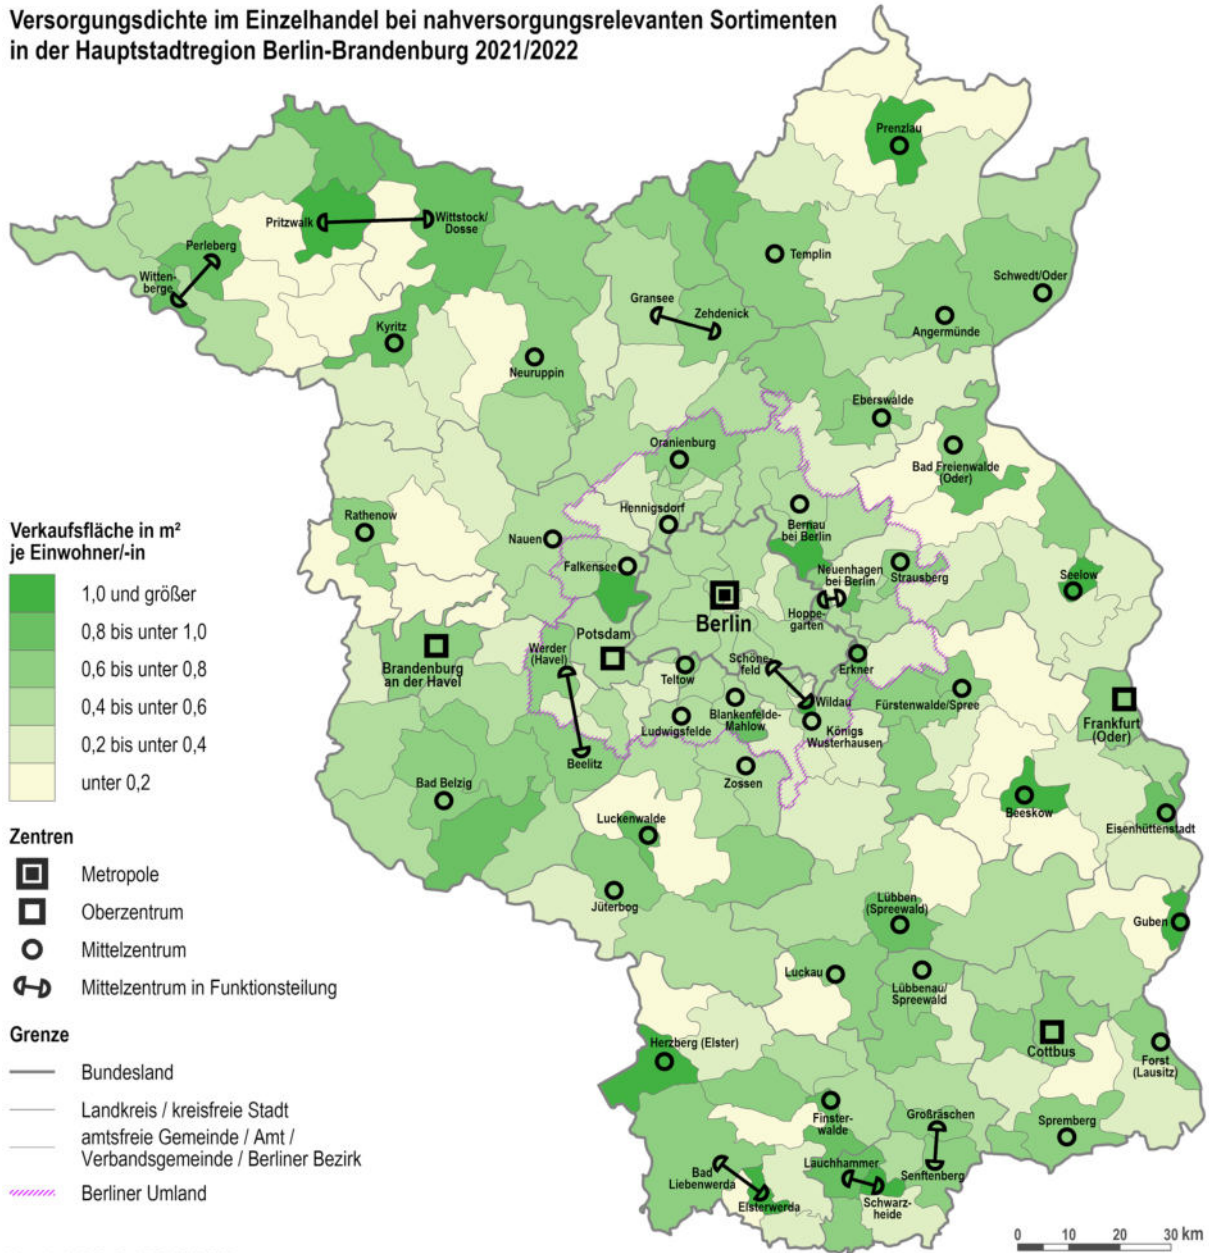 Versorgungsdichte im Einzelhandel bei nahversorgungsrelevanten Sortimenten
in der Hauptstadtregion Berlin-Brandenburg 2021/2022
Prenzlau
Pritzwalk
Wittstock/
Dosse
Perleberg
Witten-
berge
Templin
Schwedt/Oder
Gransee
Zehdenick
Angermünde
Kyritz
Neuruppin
Eberswalde
Oranienburg
Bad Freienwalde
(Oder)
Rathenow
Hennigsdorf
Nauen
Bernau
bei Berlin
Falkensee
Neuenhagen
bei Berlin
Strausberg
Seelow
Hoppe-
garten
Berlin
Potsdam
Werder
(Havel)
Brandenburg
an der Havel
Schöne-
feld
Erkner
Teltow
Wildau
Fürstenwalde/Spree
Frankfurt
(Oder)
Ludwigsfelde
Blankenfelde-
Mahlow
Königs
Wusterhausen
Beelitz
Zossen
Bad Belzig
Beeskow
Eisenhüttenstadt
Luckenwalde
Jüterbog
Lübben
(Spreewald)
Guben
Luckau
Lübbenau/
Spreewald
Herzberg (Elster)
Cottbus
Forst
(Lausitz)
Finster-
walde
Großräschen
Spremberg
Bad
Liebenwerda
Lauchhammer
Senftenberg
Elsterwerda
Schwarz-
heide
Verkaufsfläche in m²
je Einwohner/-in
1,0 und größer
0,8 bis unter 1,0
0,6 bis unter 0,8
0,4 bis unter 0,6
0,2 bis unter 0,4
unter 0,2
Zentren
Metropole
Oberzentrum
Mittelzentrum
Mittelzentrum in Funktionsteilung
Grenze
Bundesland
Landkreis / kreisfreie Stadt
amtsfreie Gemeinde / Amt /
Verbandsgemeinde / Berliner Bezirk
Berliner Umland
0 10 20 30 km